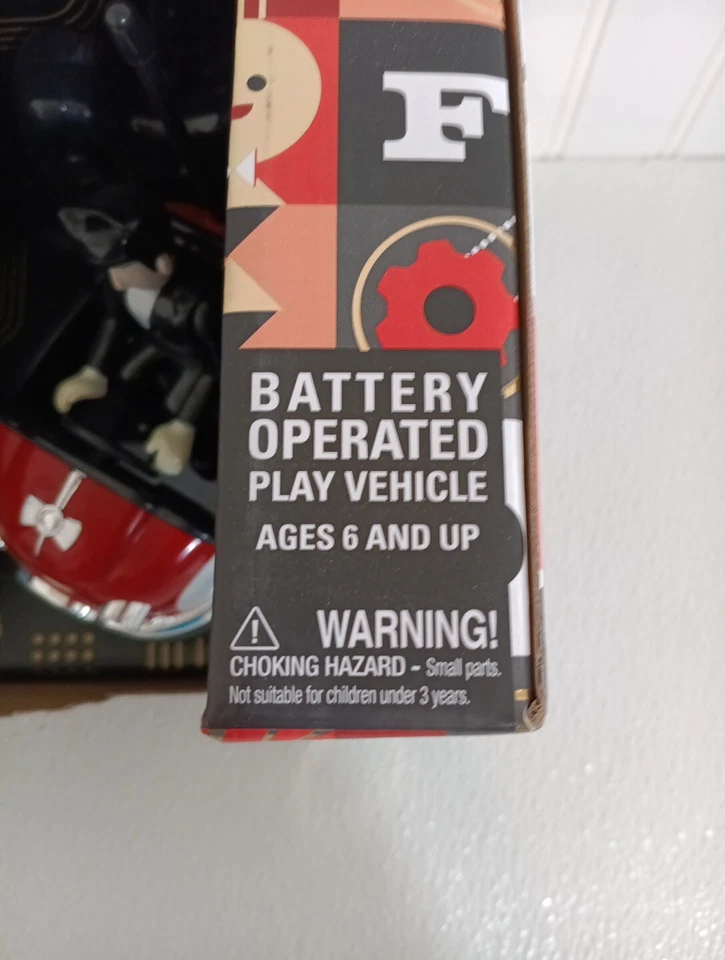 F
BATTERY
OPERATED
PLAY VEHICLE
AGES 6 AND UP
WARNING!
CHOKING HAZARD - Small parts.
Not suitable for children under 3 years.